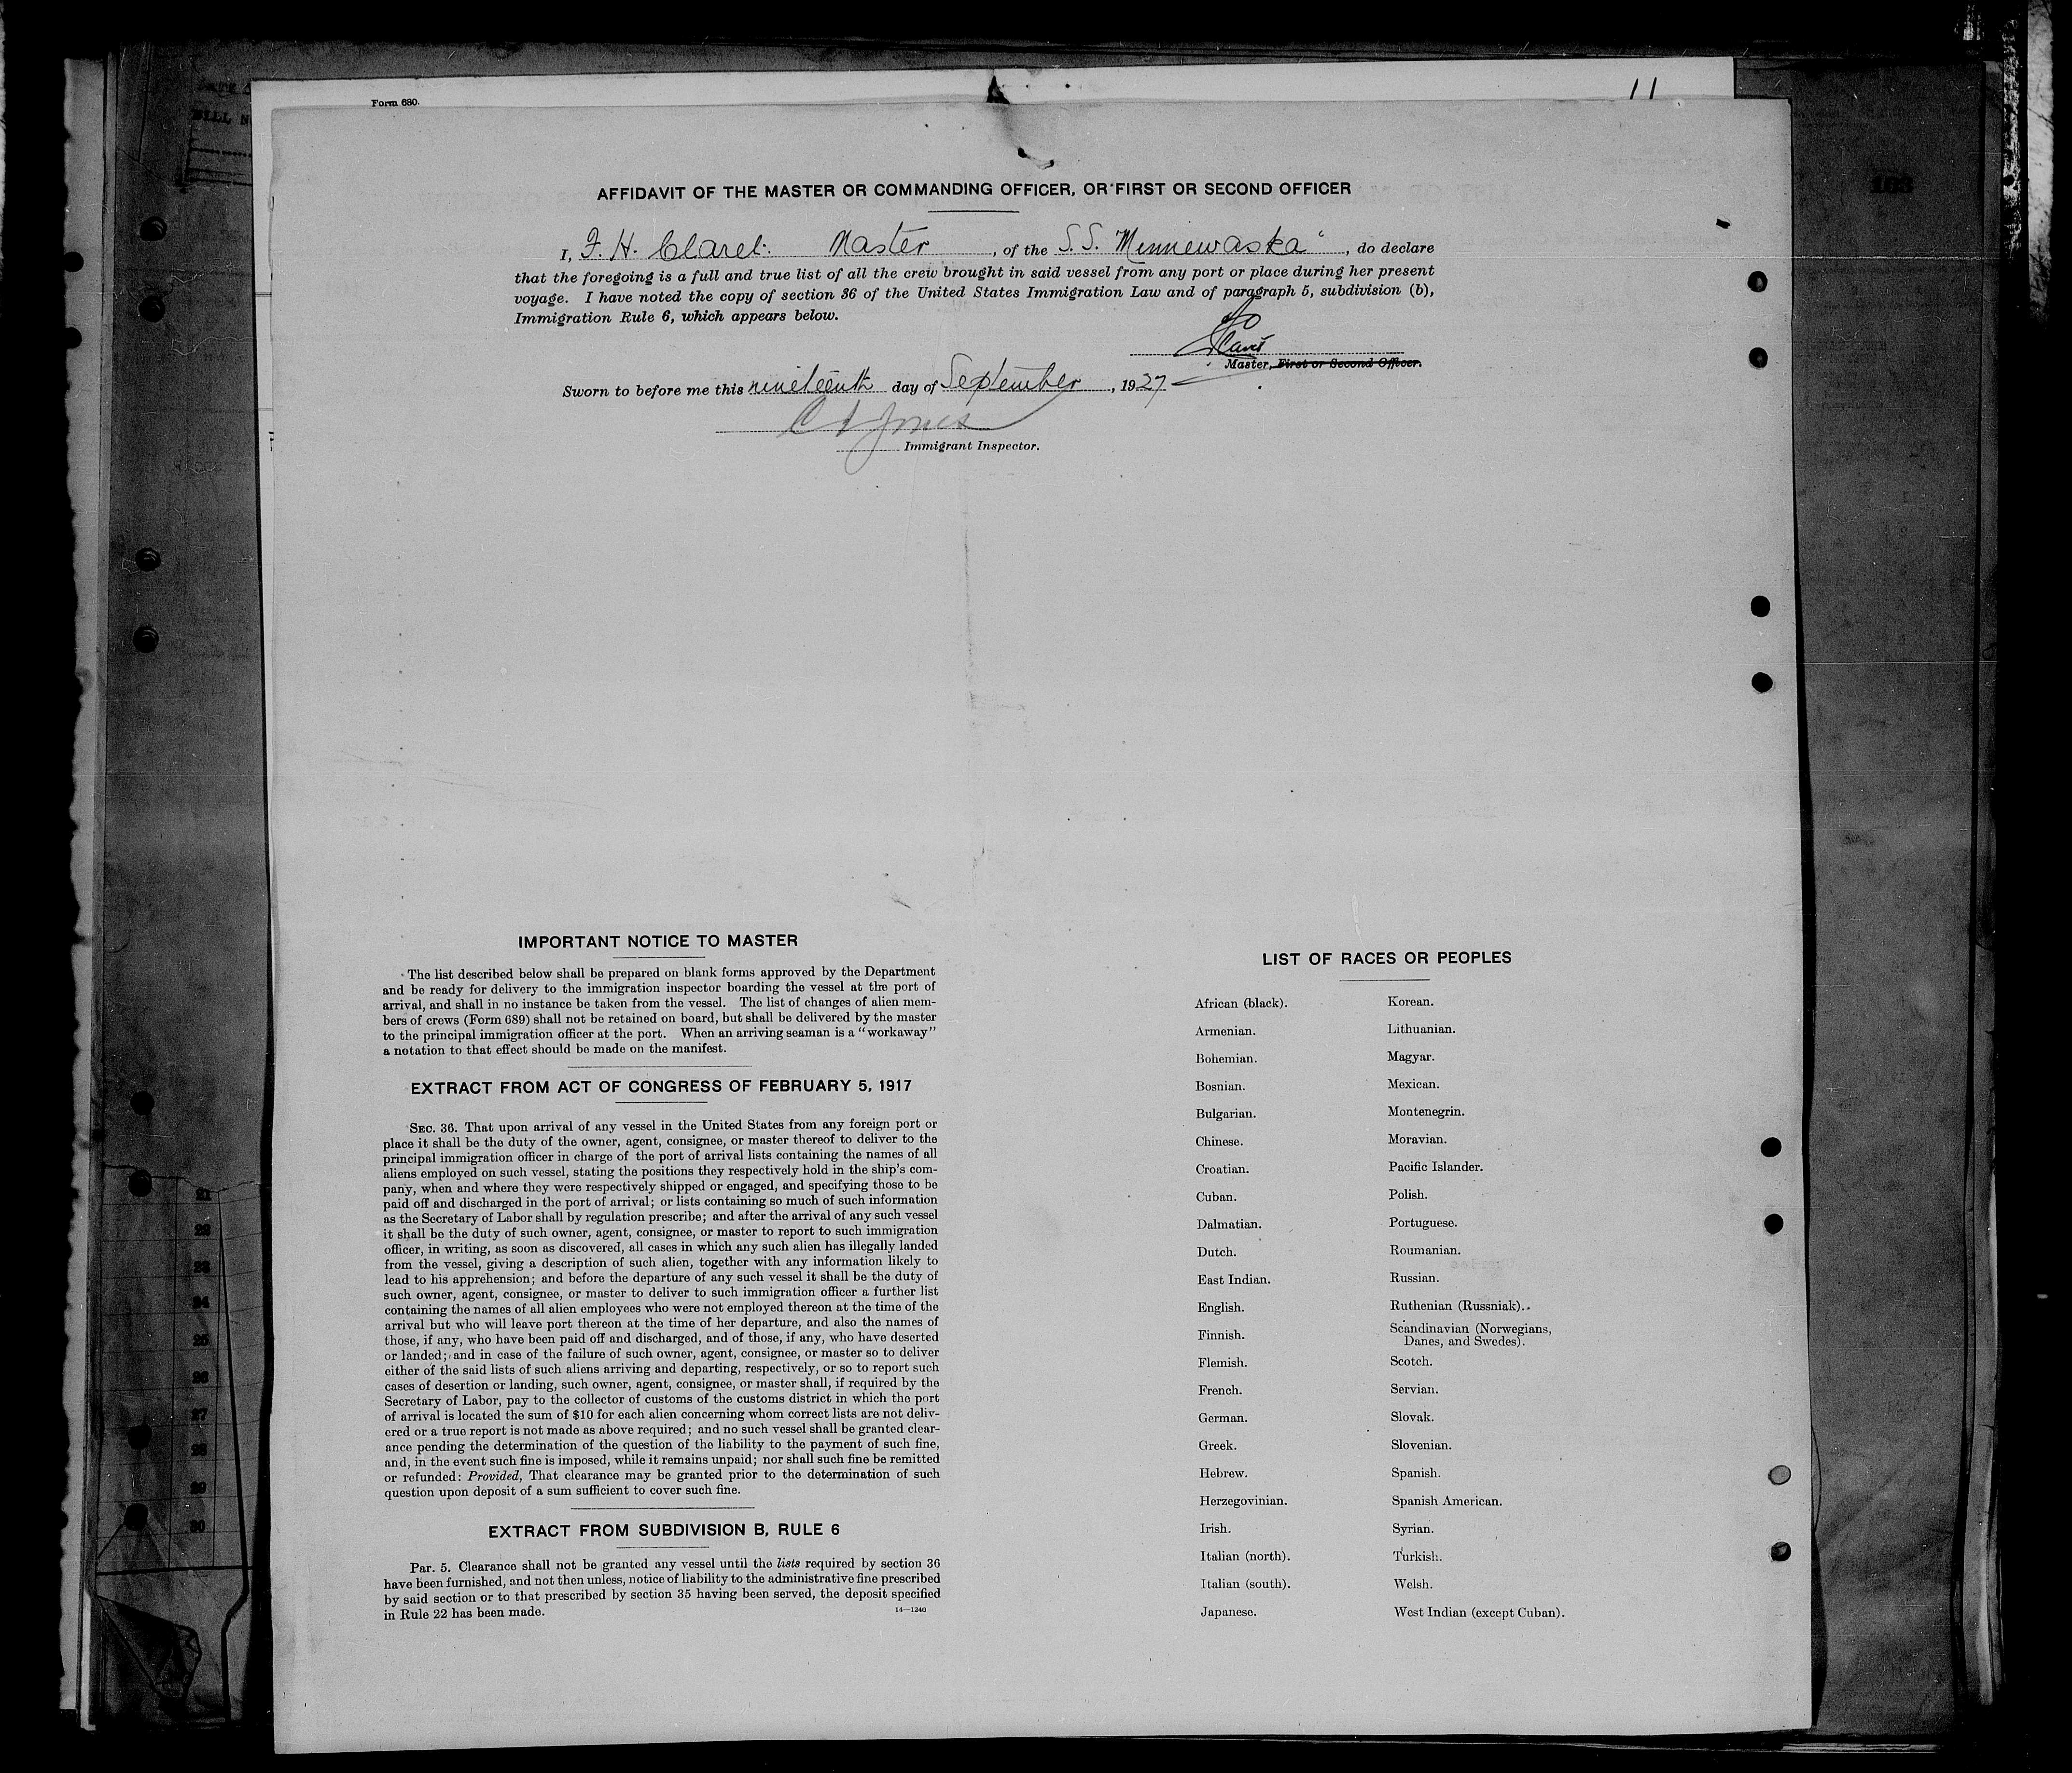 Form 680.
11
AFFIDAVIT OF THE MASTER OR COMMANDING OFFICER, OR FIRST OR SECOND OFFICER
I, F. H. Claret. Master, of the S.S. "Minnewaska", do declare
that the foregoing is a full and true list of all the crew brought in said vessel from any port or place during her present
voyage. I have noted the copy of section 36 of the United States Immigration Law and of paragraph 5, subdivision (b),
Immigration Rule 6, which appears below.
Master, First or Second Officer.
Sworn to before me this nineteenth day of September, 1927
Jones
Immigrant Inspector.
IMPORTANT NOTICE TO MASTER
The list described below shall be prepared on blank forms approved by the Department
and be ready for delivery to the immigration inspector boarding the vessel at the port of
arrival, and shall in no instance be taken from the vessel. The list of changes of alien mem-
bers of crews (Form 689) shall not be retained on board, but shall be delivered by the master
to the principal immigration officer at the port. When an arriving seaman is a "workaway"
a notation to that effect should be made on the manifest.
EXTRACT FROM ACT OF CONGRESS OF FEBRUARY 5, 1917
SEC. 36. That upon arrival of any vessel in the United States from any foreign port or
place it shall be the duty of the owner, agent, consignee, or master thereof to deliver to the
principal immigration officer in charge of the port of arrival lists containing the names of all
aliens employed on such vessel, stating the positions they respectively hold in the ship's com-
pany, when and where they were respectively shipped or engaged, and specifying those to be
paid off and discharged in the port of arrival; or lists containing so much of such information
as the Secretary of Labor shall by regulation prescribe; and after the arrival of any such vessel
it shall be the duty of such owner, agent, consignee, or master to report to such immigration
officer, in writing, as soon as discovered, all cases in which any such alien has illegally landed
from the vessel, giving a description of such alien, together with any information likely to
lead to his apprehension; and before the departure of any such vessel it shall be the duty of
such owner, agent, consignee, or master to deliver to such immigration officer a further list
containing the names of all alien employees who were not employed thereon at the time of the
arrival but who will leave port thereon at the time of her departure, and also the names of
those, if any, who have been paid off and discharged, and of those, if any, who have deserted
or landed; and in case of the failure of such owner, agent, consignee, or master so to deliver
either of the said lists of such aliens arriving and departing, respectively, or so to report such
cases of desertion or landing, such owner, agent, consignee, or master shall, if required by the
Secretary of Labor, pay to the collector of customs of the customs district in which the port
of arrival is located the sum of $10 for each alien concerning whom correct lists are not deliv-
ered or a true report is not made as above required; and no such vessel shall be granted clear-
ance pending the determination of the question of the liability to the payment of such fine,
and, in the event such fine is imposed, while it remains unpaid; nor shall such fine be remitted
or refunded: Provided, That clearance may be granted prior to the determination of such
question upon deposit of a sum sufficient to cover such fine.
EXTRACT FROM SUBDIVISION B, RULE 6
Par. 5. Clearance shall not be granted any vessel until the lists required by section 36
have been furnished, and not then unless, notice of liability to the administrative fine prescribed
by said section or to that prescribed by section 35 having been served, the deposit specified
in Rule 22 has been made.
14—1240
LIST OF RACES OR PEOPLES
African (black).
Armenian.
Bohemian.
Bosnian.
Bulgarian.
Chinese.
Croatian.
Cuban.
Dalmatian.
Dutch.
East Indian.
English.
Finnish.
Flemish.
French.
German.
Greek.
Hebrew.
Herzegovinian.
Irish.
Italian (north).
Italian (south).
Japanese.
Korean.
Lithuanian.
Magyar.
Mexican.
Montenegrin.
Moravian.
Pacific Islander.
Polish.
Portuguese.
Roumanian.
Russian.
Ruthenian (Russniak).
Scandinavian (Norwegians,
Danes, and Swedes).
Scotch.
Servian.
Slovak.
Slovenian.
Spanish.
Spanish American.
Syrian.
Turkish.
Welsh.
West Indian (except Cuban).
163
21
22
23
24
25
26
27
28
29
30